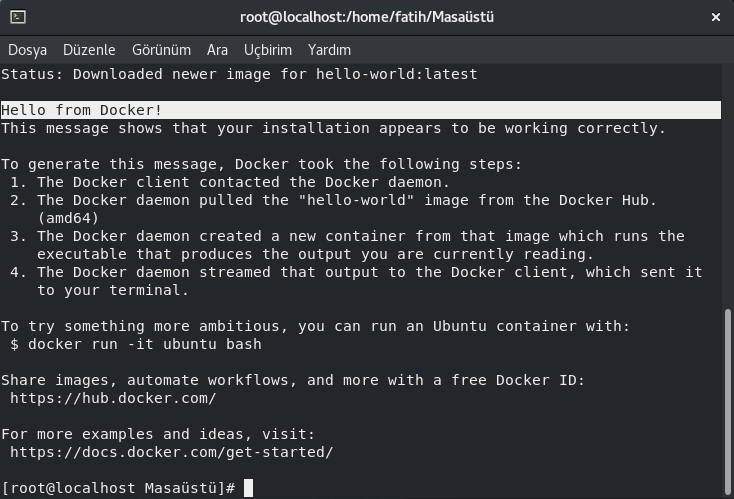 root@localhost:/home/fatih/Masaüstü
Dosya Düzenle Görünüm Ara Uçbirim Yardım
Status: Downloaded newer image for hello-world:latest
Hello from Docker!
This message shows that your installation appears to be working correctly.
To generate this message, Docker took the following steps:
1. The Docker client contacted the Docker daemon.
2. The Docker daemon pulled the "hello-world" image from the Docker Hub.
(amd64)
3. The Docker daemon created a new container from that image which runs the
executable that produces the output you are currently reading.
4. The Docker daemon streamed that output to the Docker client, which sent it
to your terminal.
To try something more ambitious, you can run an Ubuntu container with:
$ docker run -it ubuntu bash
Share images, automate workflows, and more with a free Docker ID:
https://hub.docker.com/
For more examples and ideas, visit:
https://docs.docker.com/get-started/
[root@localhost Masaüstü]#